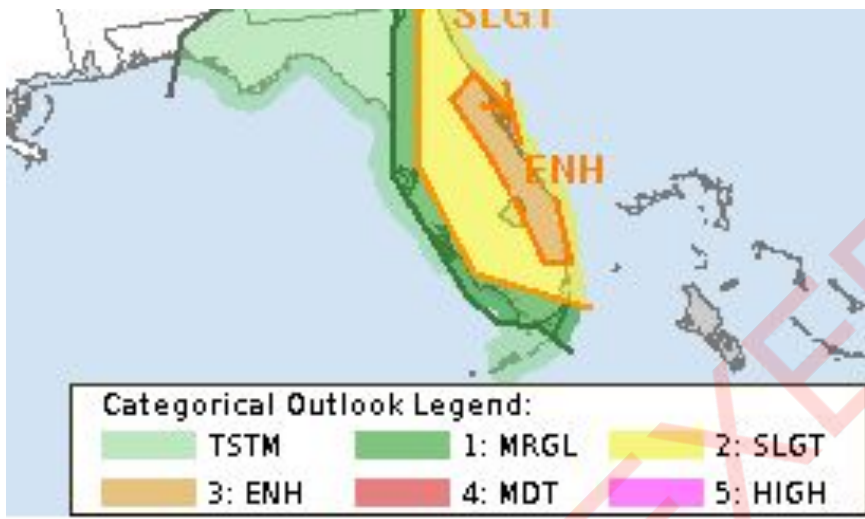 SLGT
ENH
Categorical Outlook Legend:
TSTM 1: MRGL 2: SLGT
3: ENH 4: MDT 5: HIGH